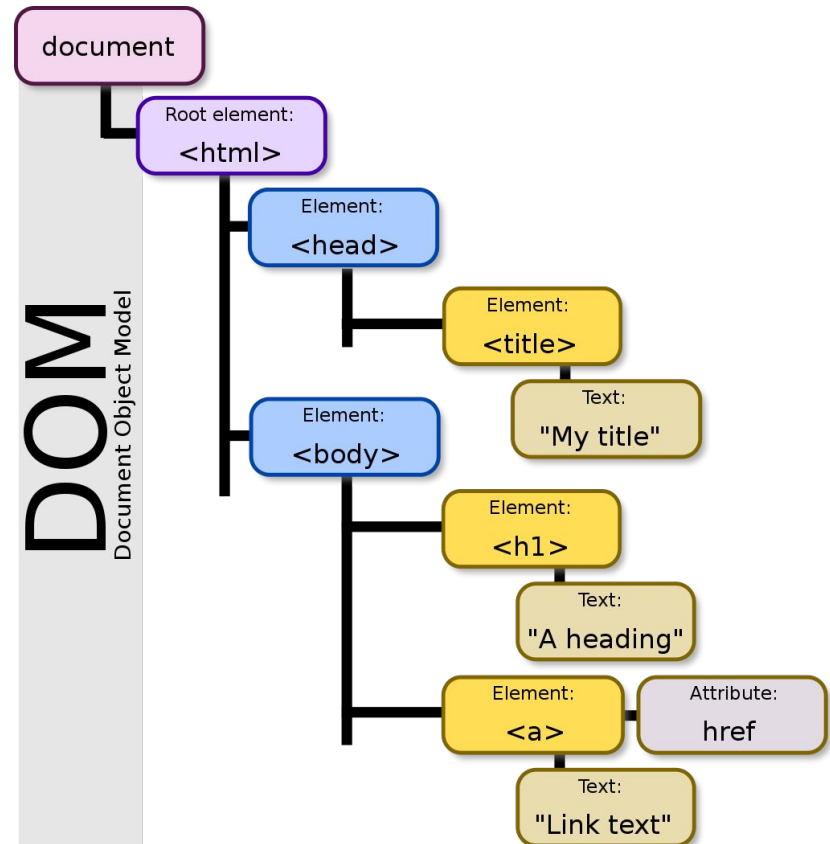 document
Root element:
<html>
Element:
<head>
Element:
<title>
Text:
"My title"
Element:
<body>
Element:
<h1>
Text:
"A heading"
Element:
<a>
Attribute:
href
Text:
"Link text"
DOM
Document Object Model